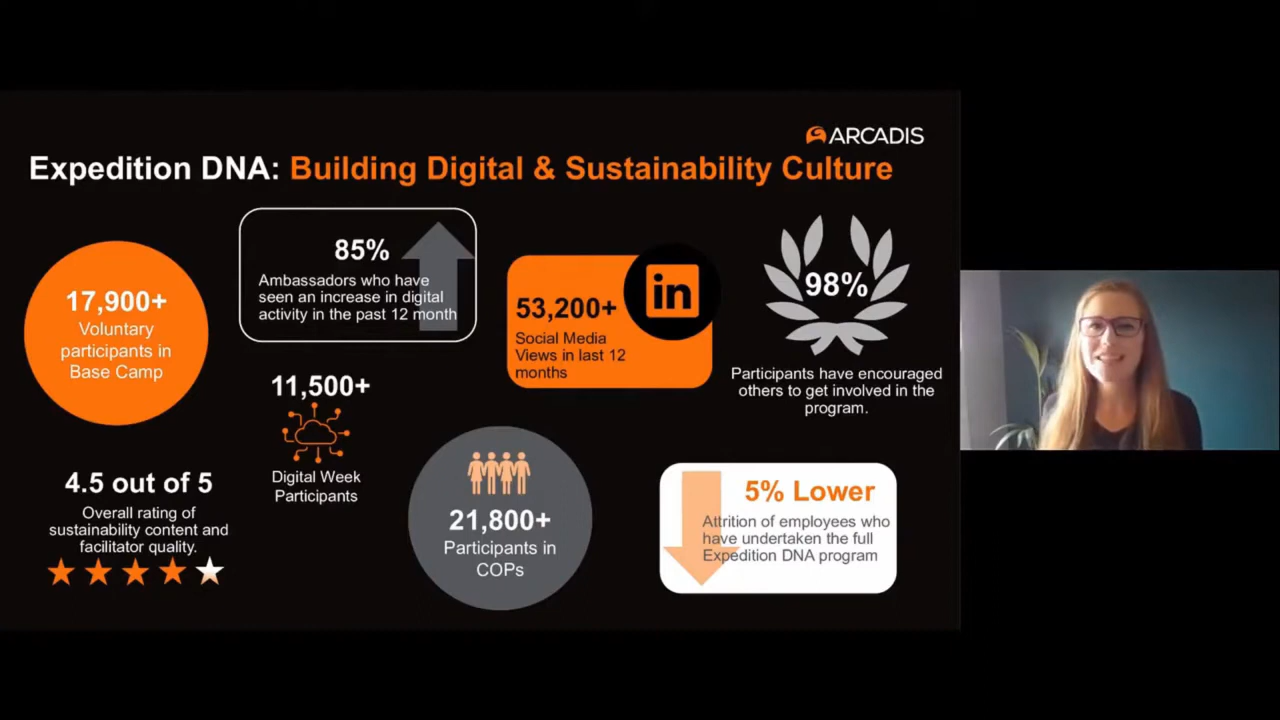 ARCADIS
Expedition DNA: Building Digital & Sustainability Culture
17,900+
Voluntary
participants in
Base Camp
85%
Ambassadors who have
seen an increase in digital
activity in the past 12 month
11,500+
Digital Week
Participants
53,200+
Social Media
Views in last 12
months
in
98%
Participants have encouraged
others to get involved in the
program.
4.5 out of 5
Overall rating of
sustainability content and
facilitator quality.
21,800+
Participants in
COPs
5% Lower
Attrition of employees who
have undertaken the full
Expedition DNA program